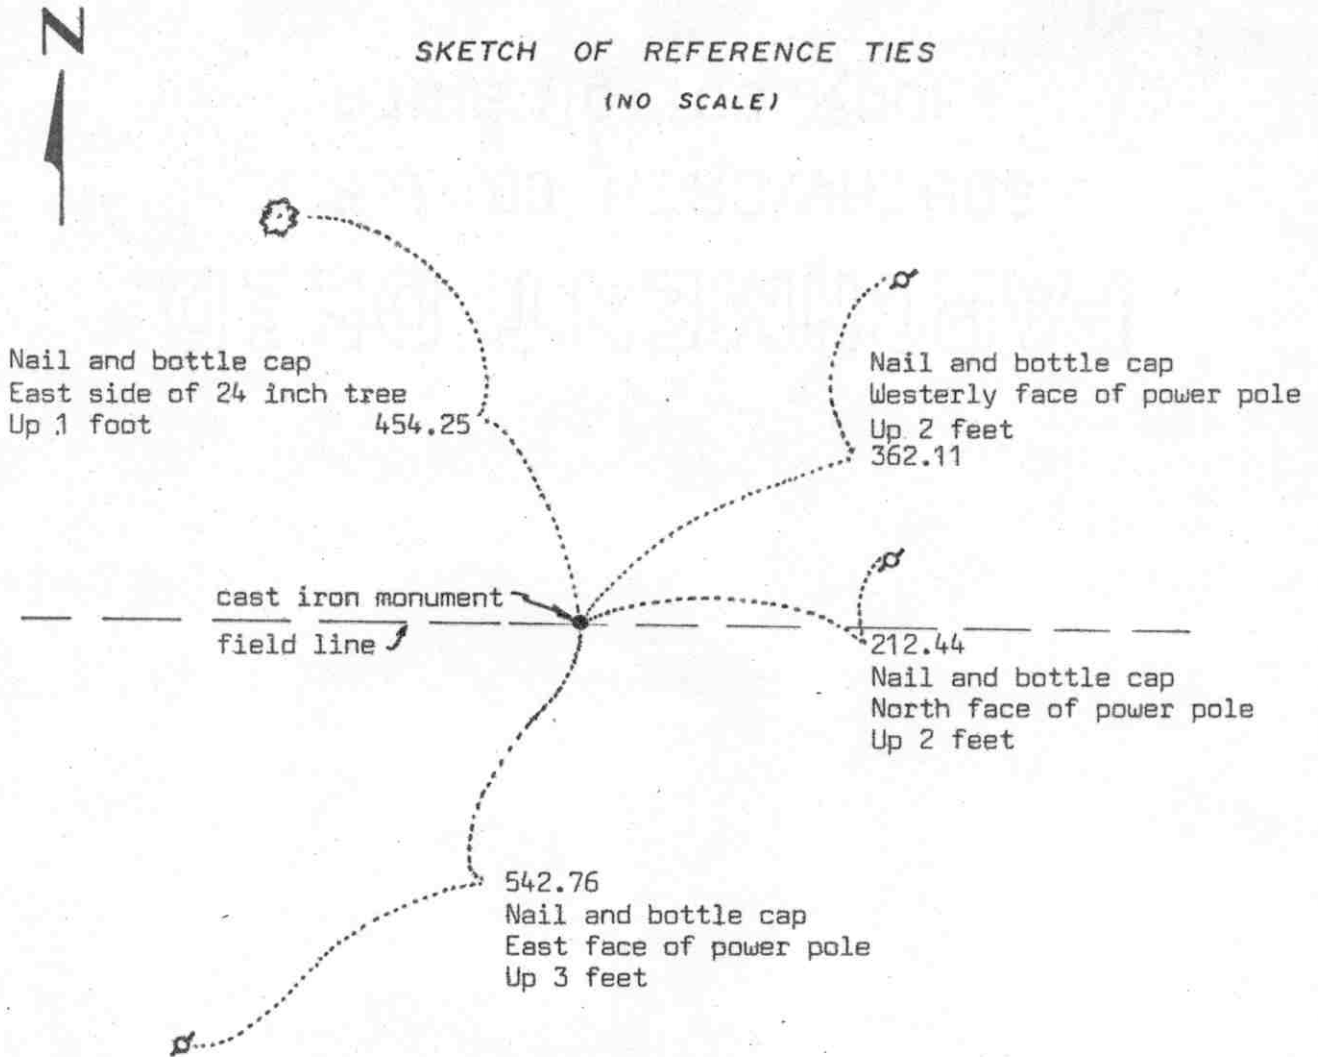 N
SKETCH OF REFERENCE TIES
(NO SCALE)
Nail and bottle cap
East side of 24 inch tree
Up 1 foot 454.25
Nail and bottle cap
Westerly face of power pole
Up 2 feet
362.11
cast iron monument
field line
212.44
Nail and bottle cap
North face of power pole
Up 2 feet
542.76
Nail and bottle cap
East face of power pole
Up 3 feet